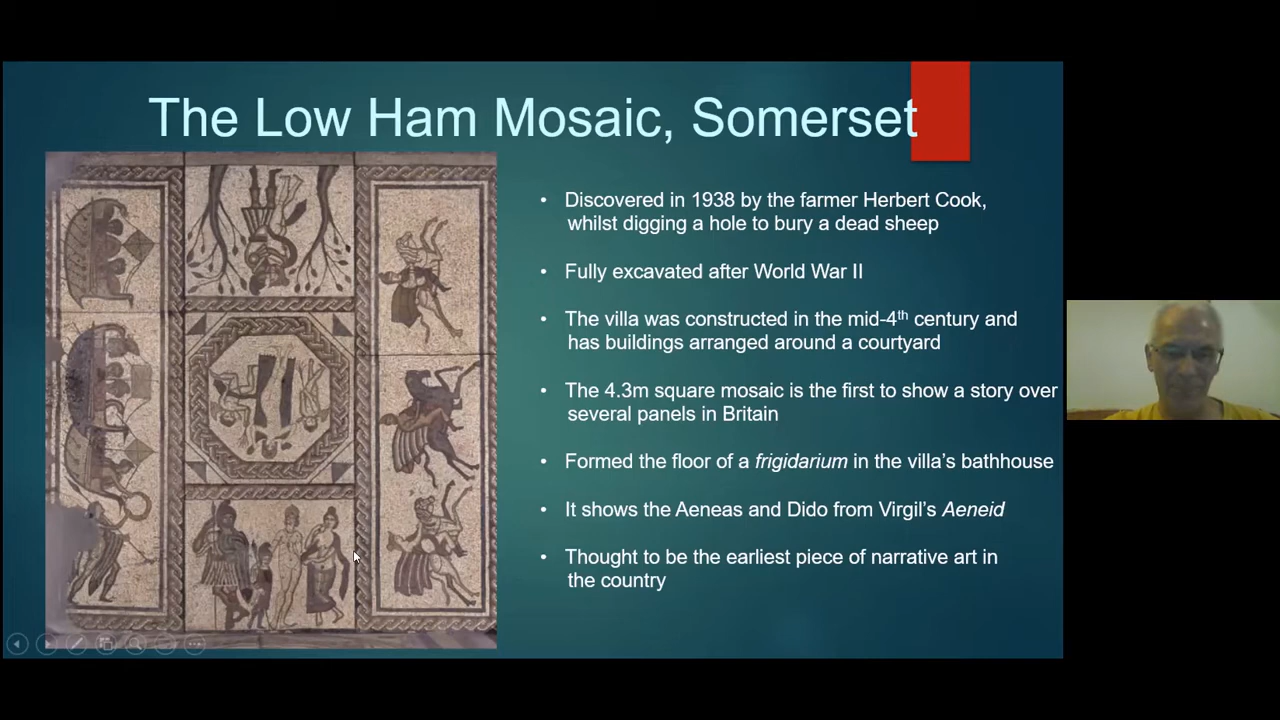 The Low Ham Mosaic, Somerset
• Discovered in 1938 by the farmer Herbert Cook,
whilst digging a hole to bury a dead sheep
• Fully excavated after World War II
• The villa was constructed in the mid-4th century and
has buildings arranged around a courtyard
• The 4.3m square mosaic is the first to show a story over
several panels in Britain
• Formed the floor of a frigidarium in the villa's bathhouse
• It shows the Aeneas and Dido from Virgil's Aeneid
• Thought to be the earliest piece of narrative art in
the country